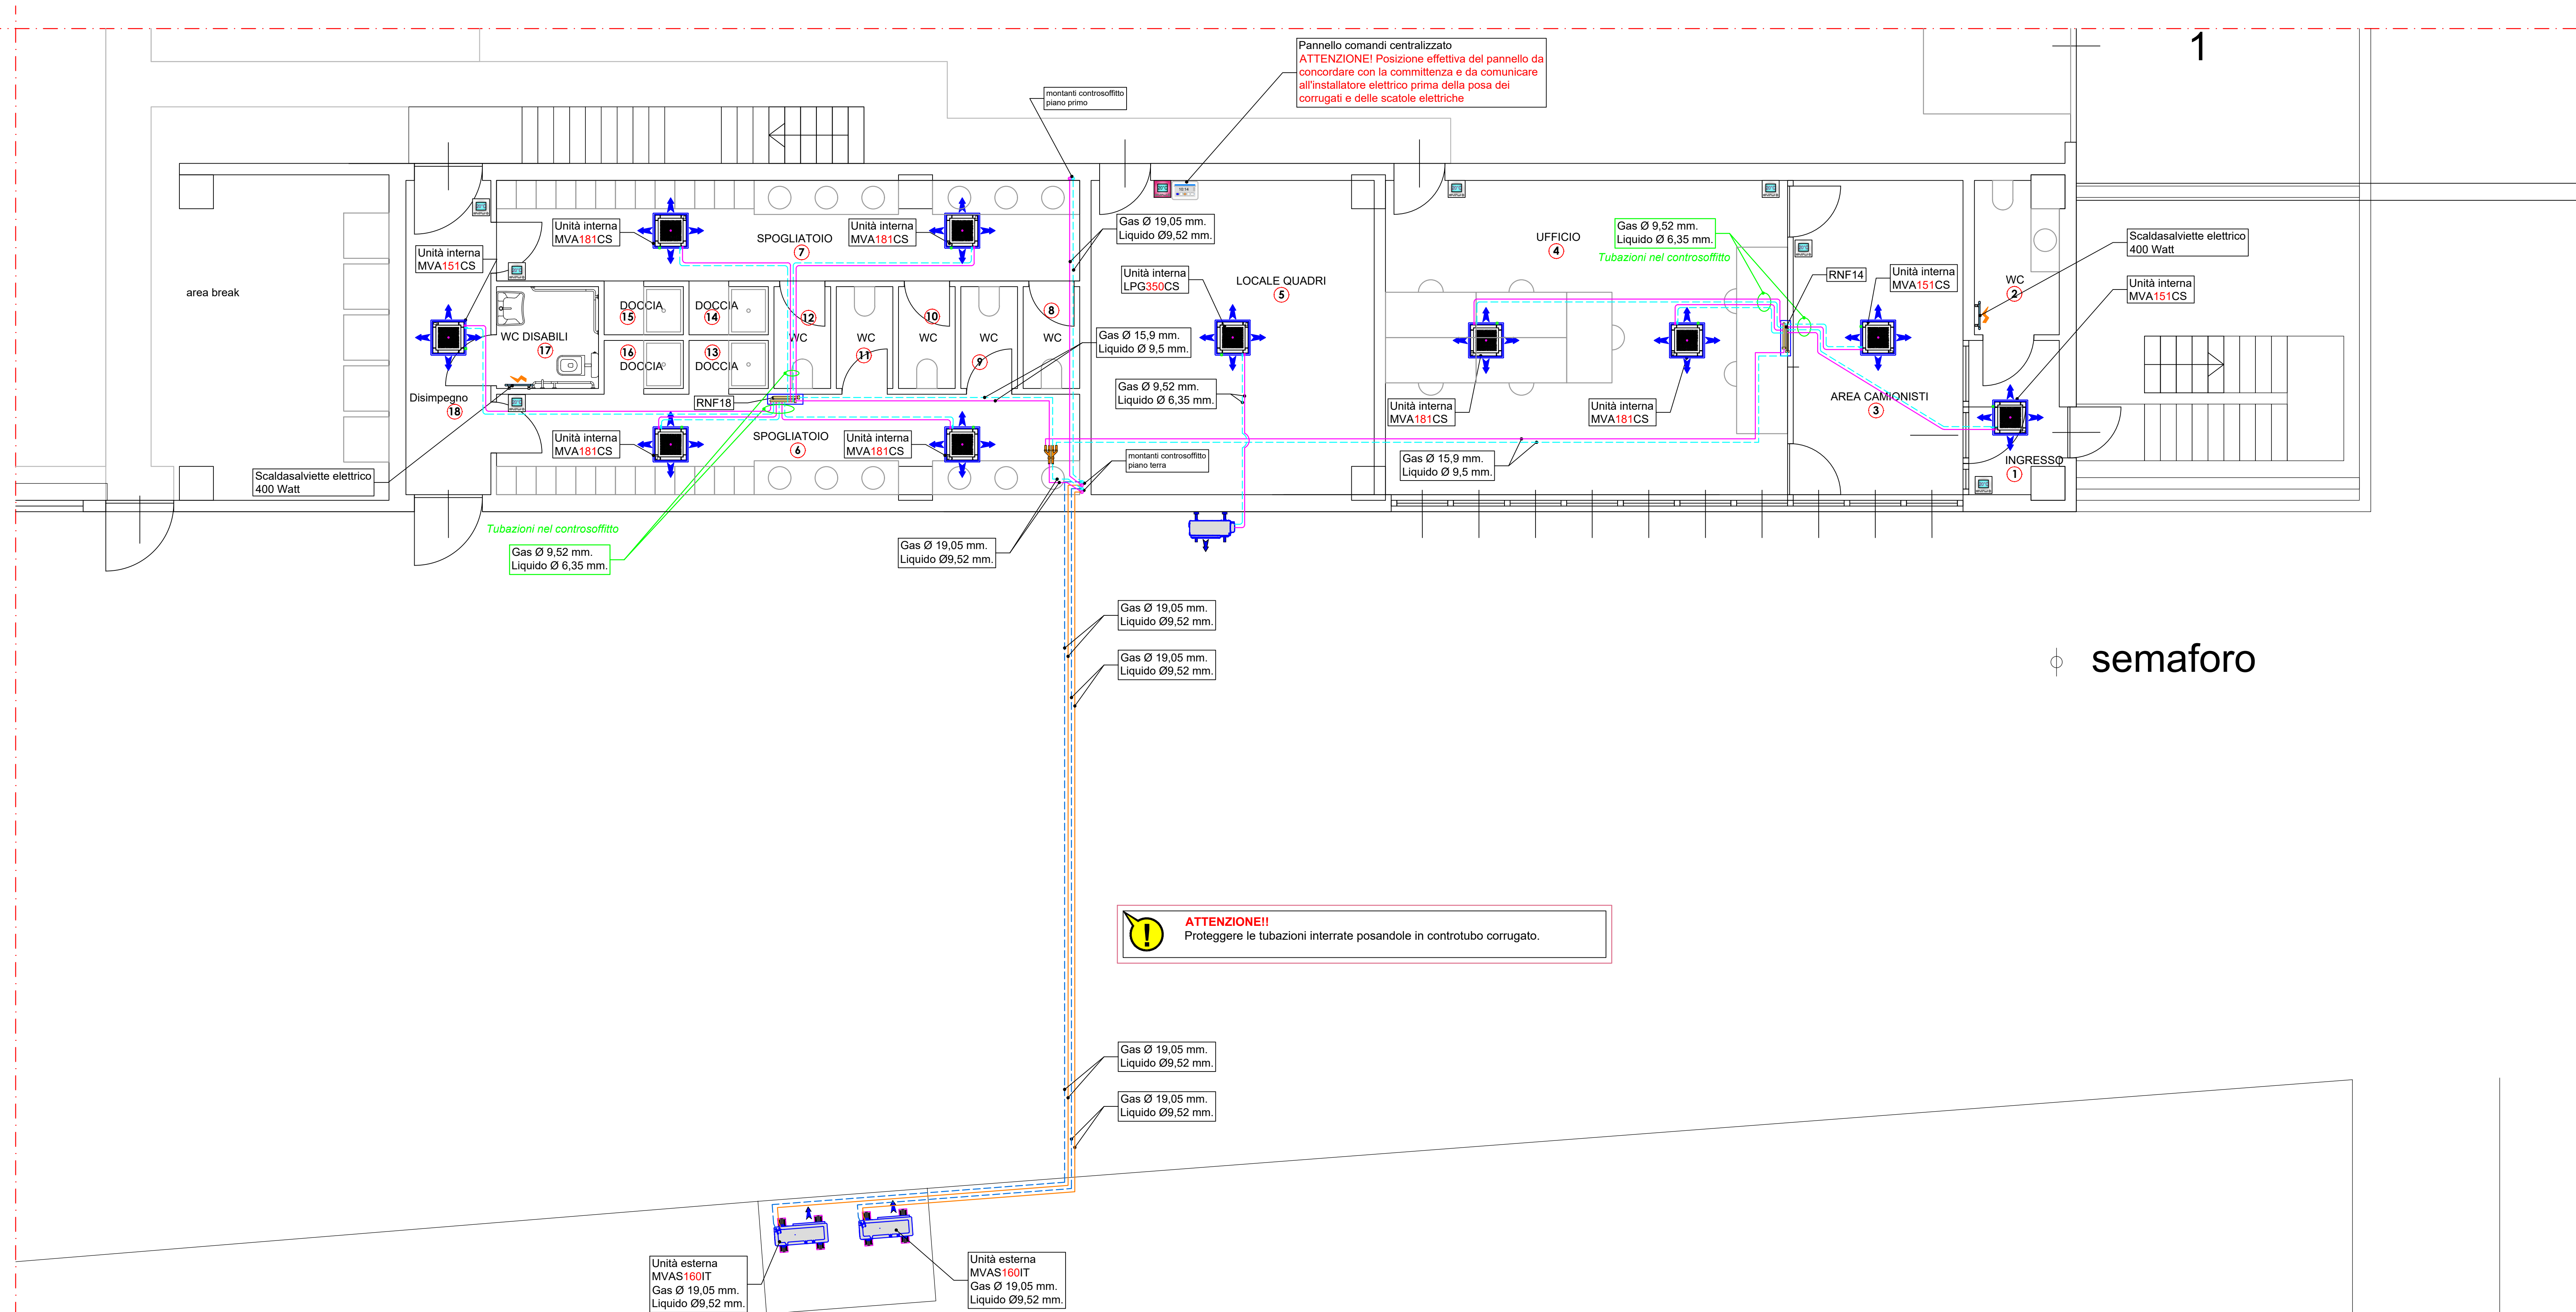 1
Pannello comandi centralizzato
ATTENZIONE! Posizione effettiva del pannello da
concordare con la committenza e da comunicare
all'installatore elettrico prima della posa dei
corrugati e delle scatole elettriche
montanti controsoffitto
piano primo
Unità interna
MVA181CS
SPOGLIATOIO
7
Unità interna
MVA181CS
Gas Ø 19,05 mm.
Liquido Ø9,52 mm.
UFFICIO
4
Gas Ø 9,52 mm.
Liquido Ø 6,35 mm.
Tubazioni nel controsoffitto
Scaldasalviette elettrico
400 Watt
Unità interna
MVA151CS
Unità interna
LPG350CS
LOCALE QUADRI
5
RNF14
Unità interna
MVA151CS
WC
2
Unità interna
MVA151CS
area break
DOCCIA
15
DOCCIA
14
12
10
8
WC DISABILI
17
WC
WC
11
WC
WC
9
WC
Gas Ø 15,9 mm.
Liquido Ø 9,5 mm.
16
DOCCIA
13
DOCCIA
Disimpegno
18
RNF18
Gas Ø 9,52 mm.
Liquido Ø 6,35 mm.
Unità interna
MVA181CS
Unità interna
MVA181CS
AREA CAMIONISTI
3
Unità interna
MVA181CS
SPOGLIATOIO
6
Unità interna
MVA181CS
montanti controsoffitto
piano terra
Gas Ø 15,9 mm.
Liquido Ø 9,5 mm.
INGRESSO
1
Scaldasalviette elettrico
400 Watt
Tubazioni nel controsoffitto
Gas Ø 9,52 mm.
Liquido Ø 6,35 mm.
Gas Ø 19,05 mm.
Liquido Ø9,52 mm.
Gas Ø 19,05 mm.
Liquido Ø9,52 mm.
Gas Ø 19,05 mm.
Liquido Ø9,52 mm.
semaforo
ATTENZIONE!!
Proteggere le tubazioni interrate posandole in controtubo corrugato.
Gas Ø 19,05 mm.
Liquido Ø9,52 mm.
Gas Ø 19,05 mm.
Liquido Ø9,52 mm.
Unità esterna
MVAS160IT
Gas Ø 19,05 mm.
Liquido Ø9,52 mm.
Unità esterna
MVAS160IT
Gas Ø 19,05 mm.
Liquido Ø9,52 mm.